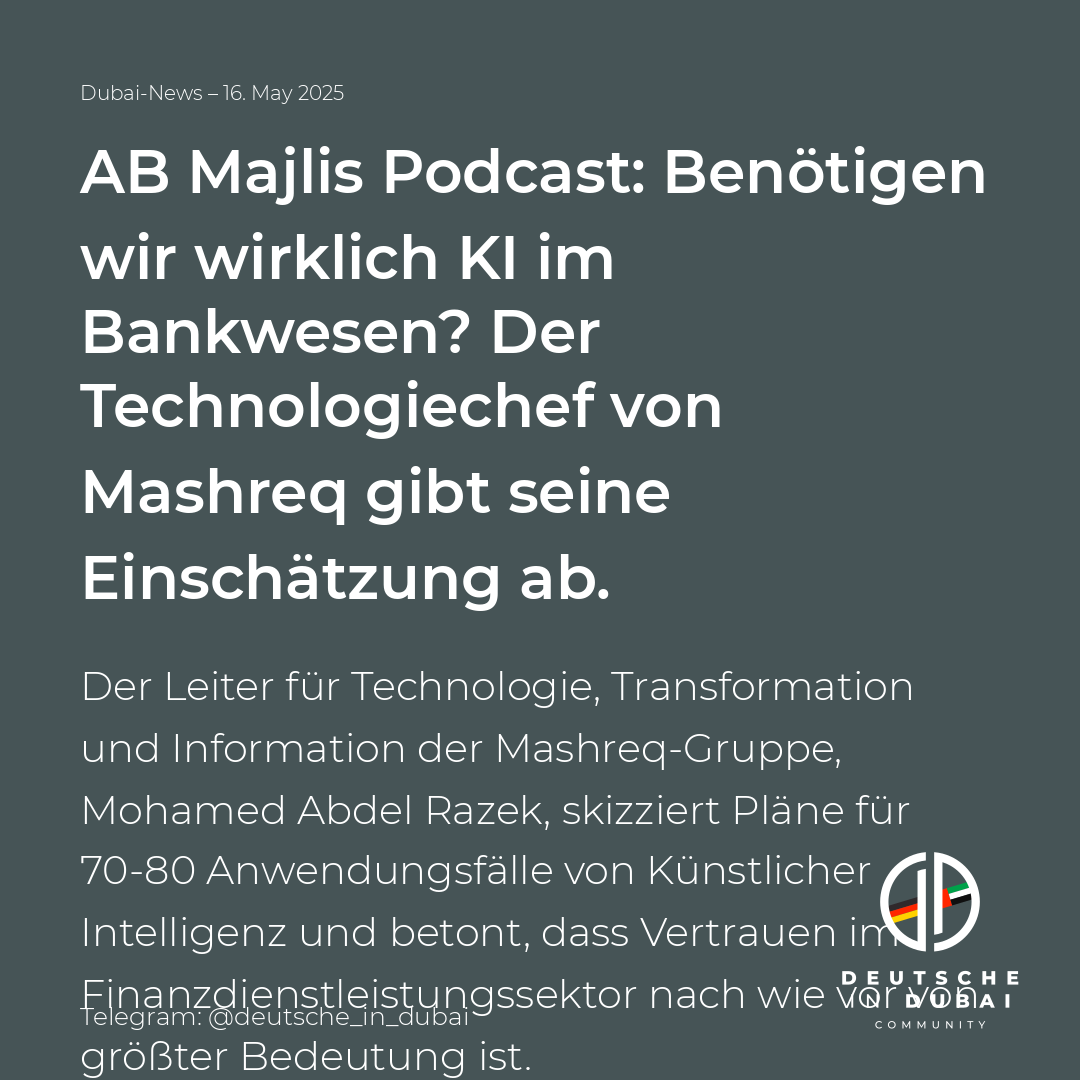 Dubai-News – 16. May 2025
AB Majlis Podcast: Benötigen
wir wirklich KI im
Bankwesen? Der
Technologiechef von
Mashreq gibt seine
Einschätzung ab.
Der Leiter für Technologie, Transformation
und Information der Mashreq-Gruppe,
Mohamed Abdel Razek, skizziert Pläne für
70-80 Anwendungsfälle von Künstlicher
Intelligenz und betont, dass Vertrauen im
Finanzdienstleistungssektor nach wie vor von
größter Bedeutung ist.
Telegram: @deutsche_in_dubai
DEUTSCHE
IN DUBAI
COMMUNITY